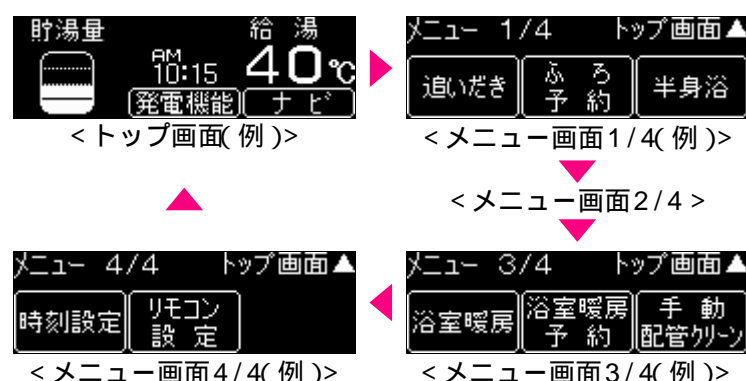 貯湯量 給湯
AM
10:15 40℃
発電機能 ナビ
<トップ画面(例)>
メニュー 1/4 トップ画面▲
追いだき ふろ予約 半身浴
<メニュー画面1/4(例)>
<メニュー画面2/4>
メニュー 3/4 トップ画面▲
浴室暖房 浴室暖房予約 手動配管クリーン
<メニュー画面3/4(例)>
メニュー 4/4 トップ画面▲
時刻設定 リモコン設定
<メニュー画面4/4(例)>